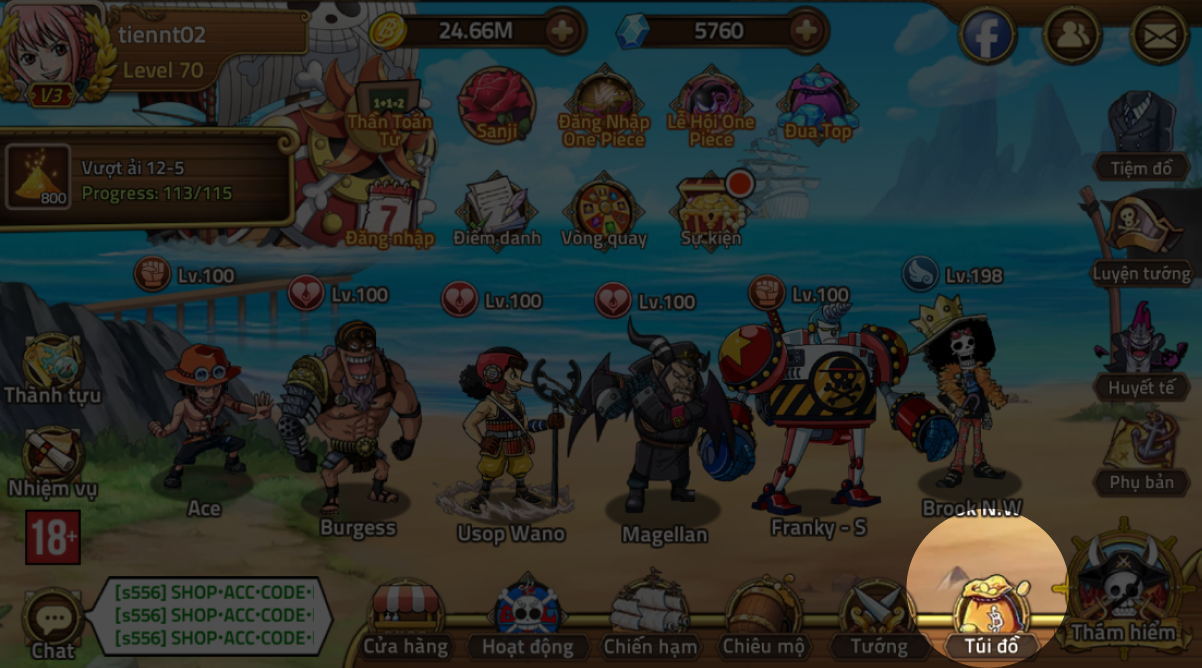 tiennt02
24.66M
5760
Level 70
V3
1+1=2
Thần Toán
Tử
Sanji
Đăng Nhập
One Piece
Lễ Hội One
Piece
Đua Top
Vượt ải 12-5
Progress: 113/115
800
Tiệm đồ
7
Đăng nhập
Điểm danh
Vòng quay
Sự kiện
Lv.100
Lv.100
Lv.100
Lv.100
Lv.100
Lv.198
Luyện tướng
Thành tựu
Huyết tế
Nhiệm vụ
Phụ bản
Ace
Burgess
Usop Wano
Magellan
Franky - S
Brook N.W
18+
[s556] SHOP•ACC•CODE•
[s556] SHOP•ACC•CODE•
[s556] SHOP•ACC•CODE•
Chat
Cửa hàng
Hoạt động
Chiến hạm
Chiêu mộ
Tướng
Túi đồ
Thám hiểm